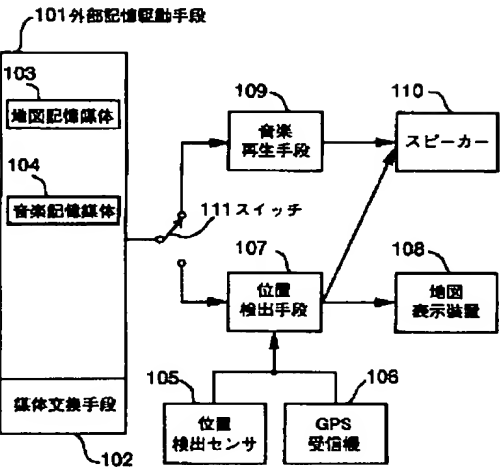 101外部記憶駆動手段
103
地図記憶媒体
104
音楽記憶媒体
109
音楽
再生手段
110
スピーカー
111スイッチ
107
位置
検出手段
108
地図
表示装置
105
位置
検出センサ
106
GPS
受信機
媒体交換手段
102